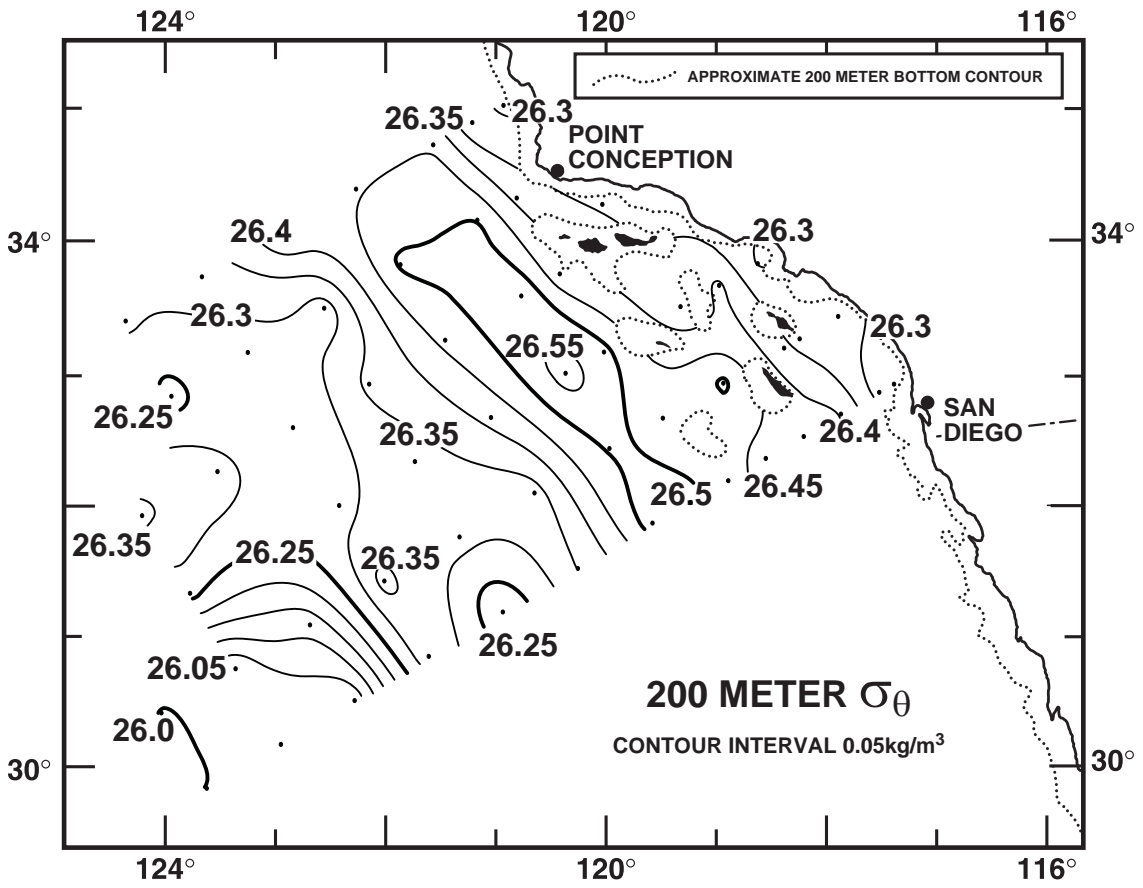 124° 120° 116°
APPROXIMATE 200 METER BOTTOM CONTOUR
26.35 26.3
POINT
CONCEPTION
34° 26.4 26.3 34°
26.3 26.3
26.55
26.25
26.35 26.4 SAN
DIEGO
26.5 26.45
26.35 26.25 26.35
26.25
26.05
200 METER σθ
26.0
CONTOUR INTERVAL 0.05kg/m³
30° 30°
124° 120° 116°